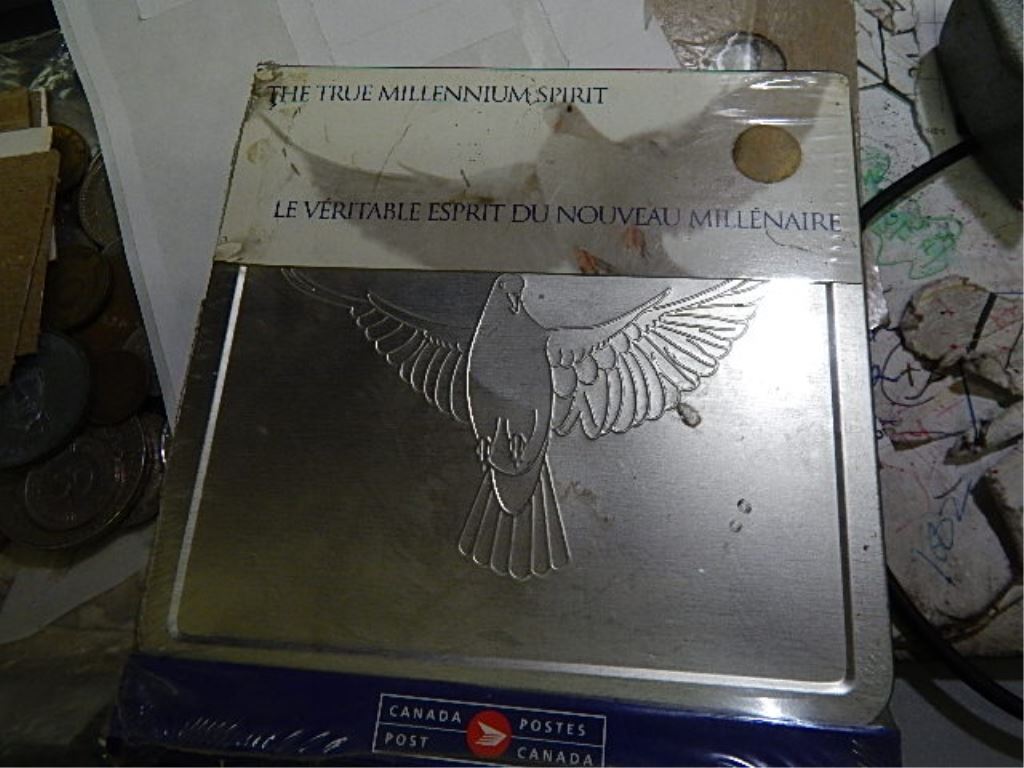 THE TRUE MILLENNIUM SPIRIT
LE VÉRITABLE ESPRIT DU NOUVEAU MILLÉNAIRE
CANADA POSTES
POST CANADA